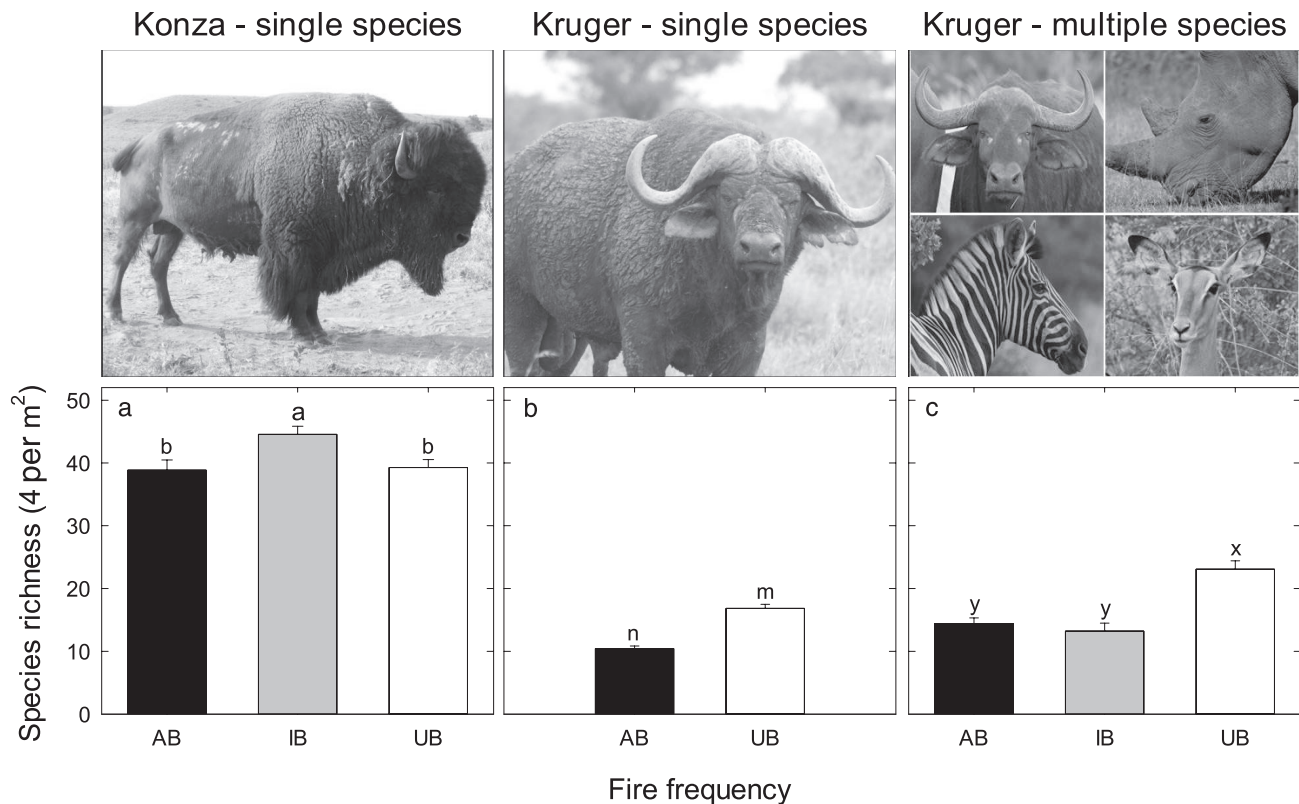 Konza - single species
Kruger - single species
Kruger - multiple species
Species richness (4 per m²)
50
40
30
20
10
0
a
b
a
b
AB
IB
UB
b
n
m
AB
UB
c
y
y
x
AB
IB
UB
Fire frequency